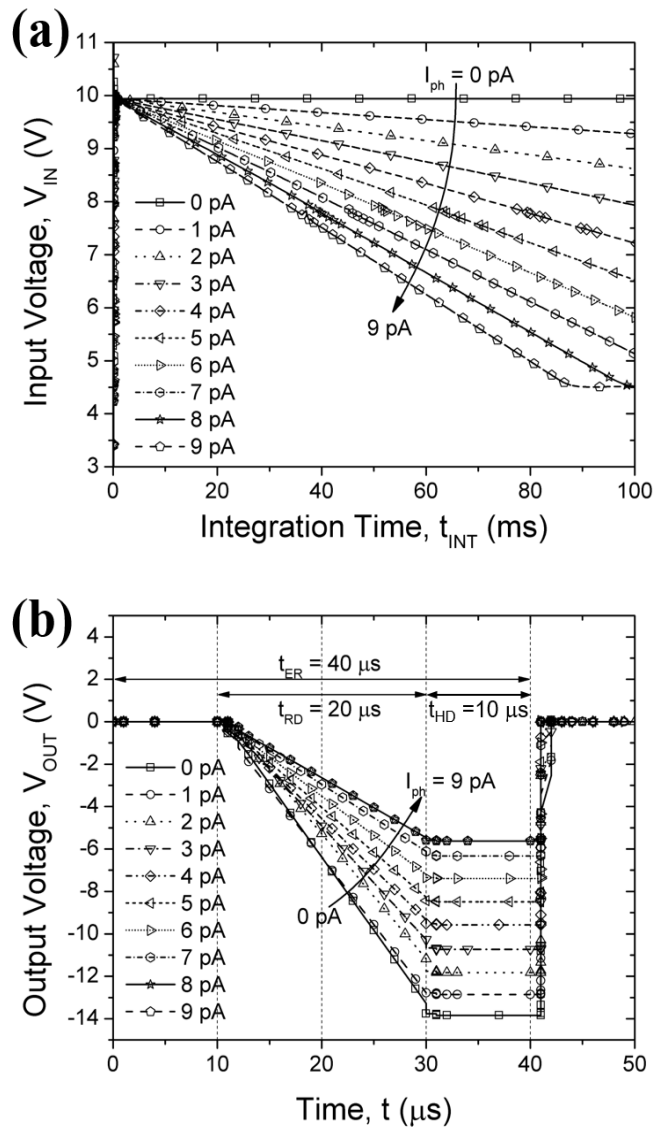 (a)
Input Voltage, V_IN (V)
11
10
9
8
7
6
5
4
3
I_ph = 0 pA
9 pA
0 pA
1 pA
2 pA
3 pA
4 pA
5 pA
6 pA
7 pA
8 pA
9 pA
0 20 40 60 80 100
Integration Time, t_INT (ms)
(b)
Output Voltage, V_OUT (V)
4
2
0
-2
-4
-6
-8
-10
-12
-14
t_ER = 40 μs
t_RD = 20 μs
t_HD =10 μs
I_ph = 9 pA
0 pA
0 pA
1 pA
2 pA
3 pA
4 pA
5 pA
6 pA
7 pA
8 pA
9 pA
0 10 20 30 40 50
Time, t (μs)